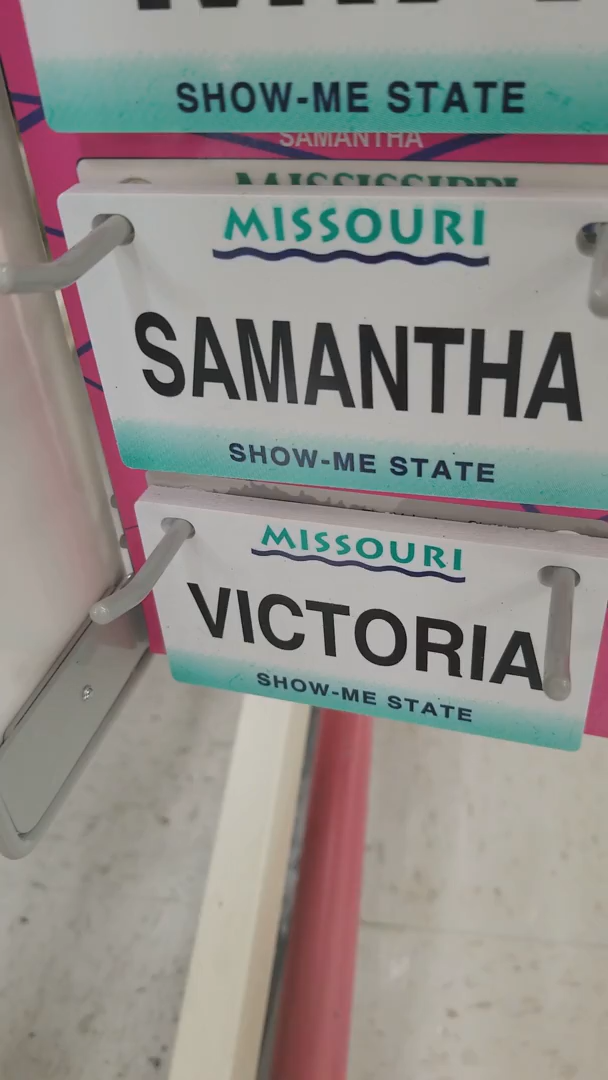 SHOW-ME STATE
SAMANTHA
MISSISSIPPI
MISSOURI
SAMANTHA
SHOW-ME STATE
MISSOURI
VICTORIA
SHOW-ME STATE